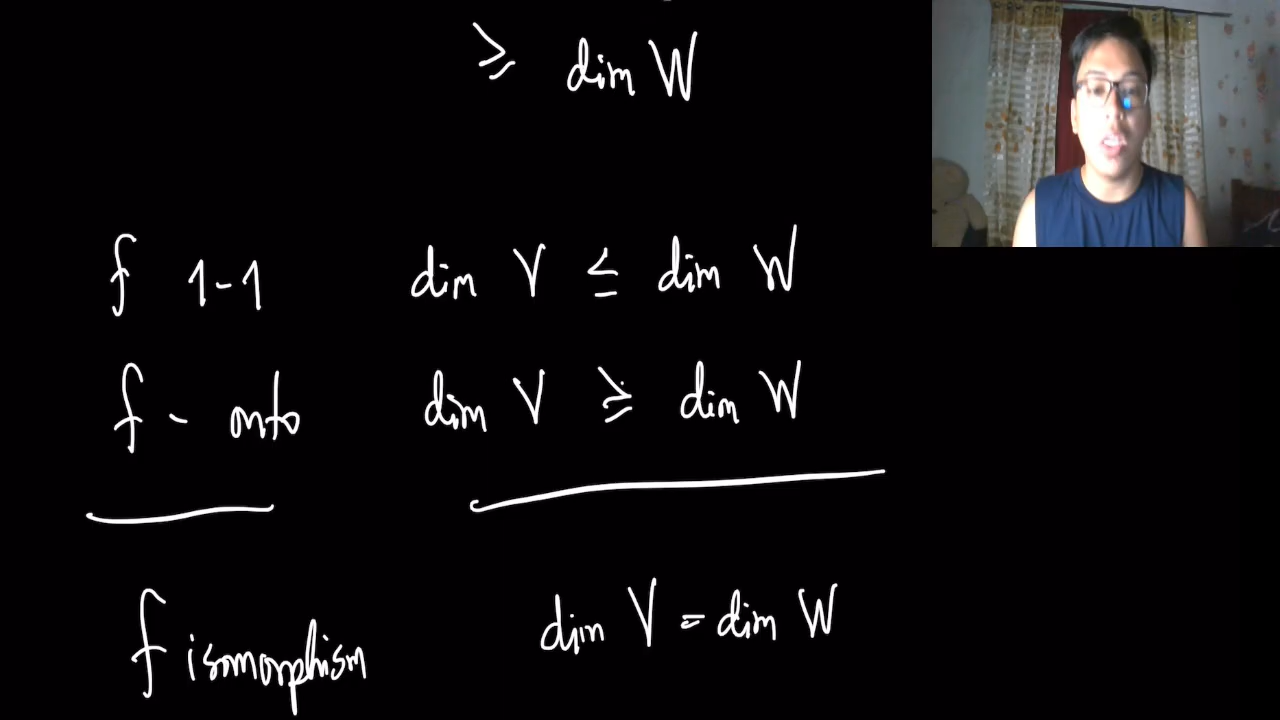 ≥ dim W
f 1-1 dim V ≤ dim W
f - onto dim V ≥ dim W
f isomorphism dim V = dim W